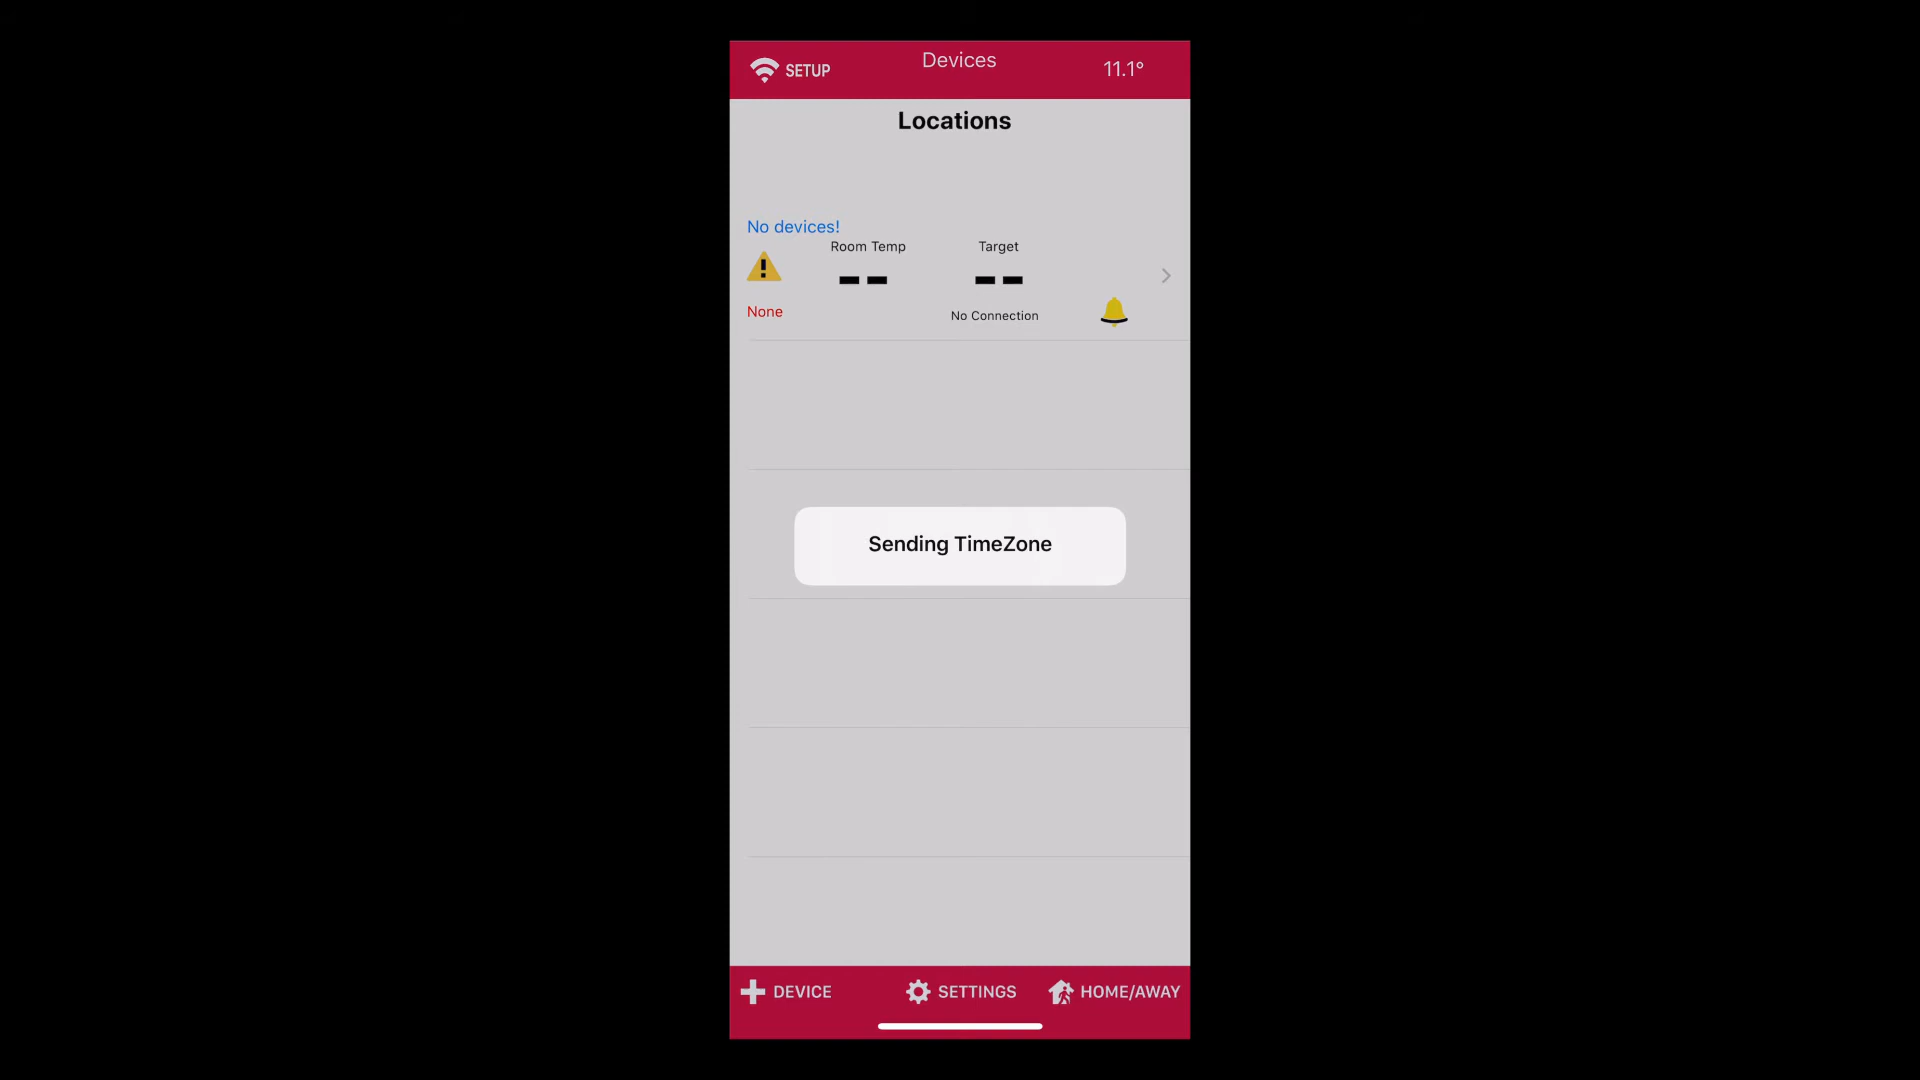 SETUP
Devices
11.1°
Locations
No devices!
Room Temp
Target
-- --
None
No Connection
Sending TimeZone
DEVICE
SETTINGS
HOME/AWAY